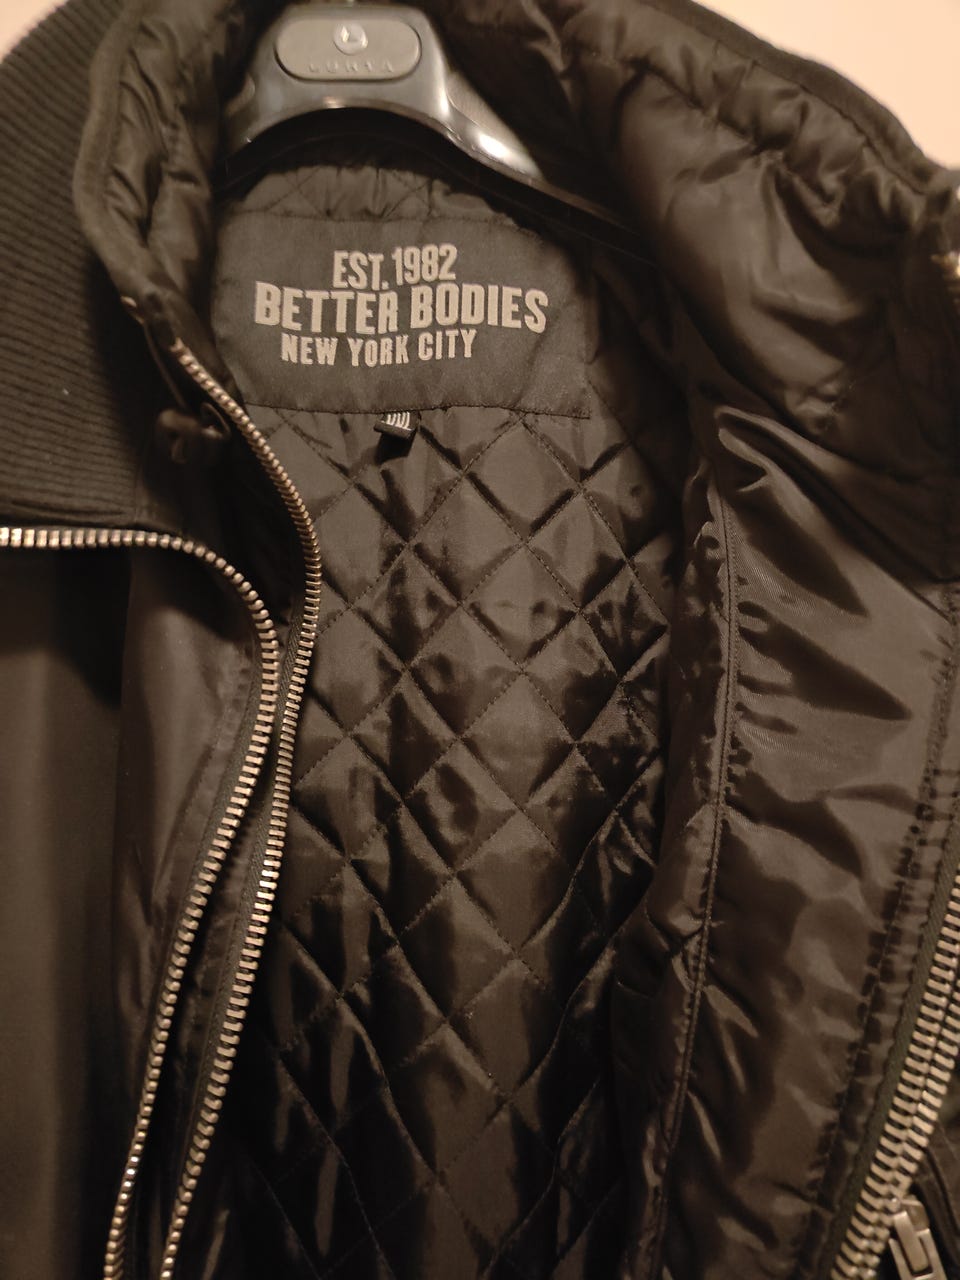 EST. 1982
BETTER BODIES
NEW YORK CITY